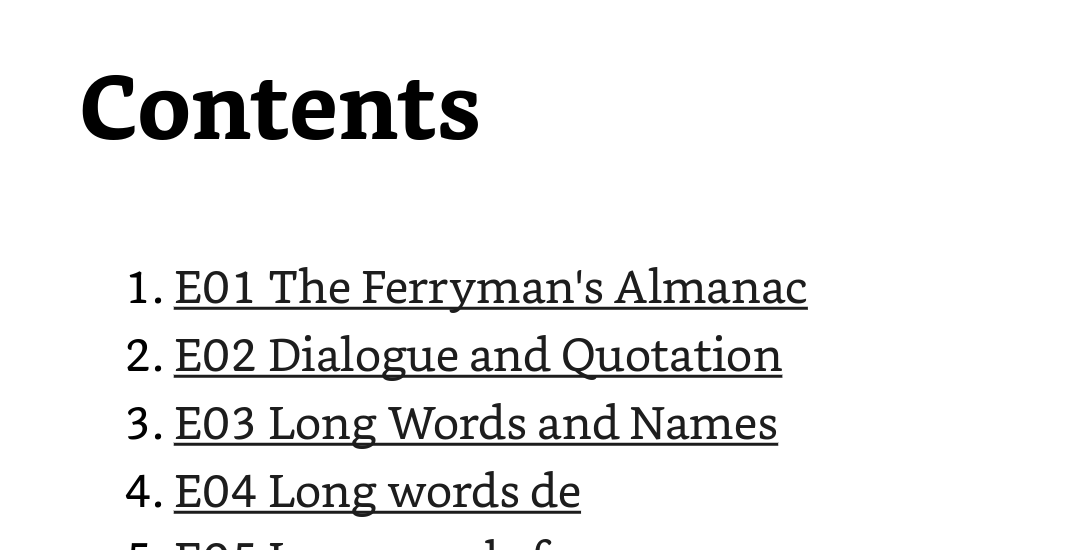 Contents
1. E01 The Ferryman's Almanac
2. E02 Dialogue and Quotation
3. E03 Long Words and Names
4. E04 Long words de